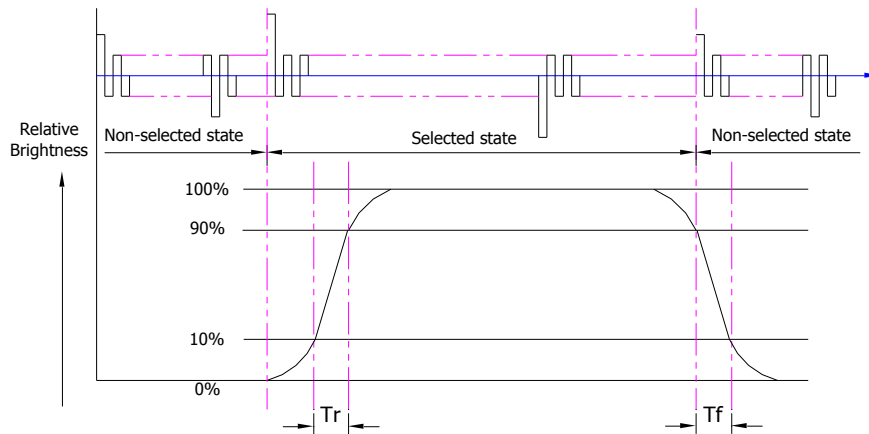 Relative
Brightness
Non-selected state
Selected state
Non-selected state
100%
90%
10%
0%
Tr
Tf